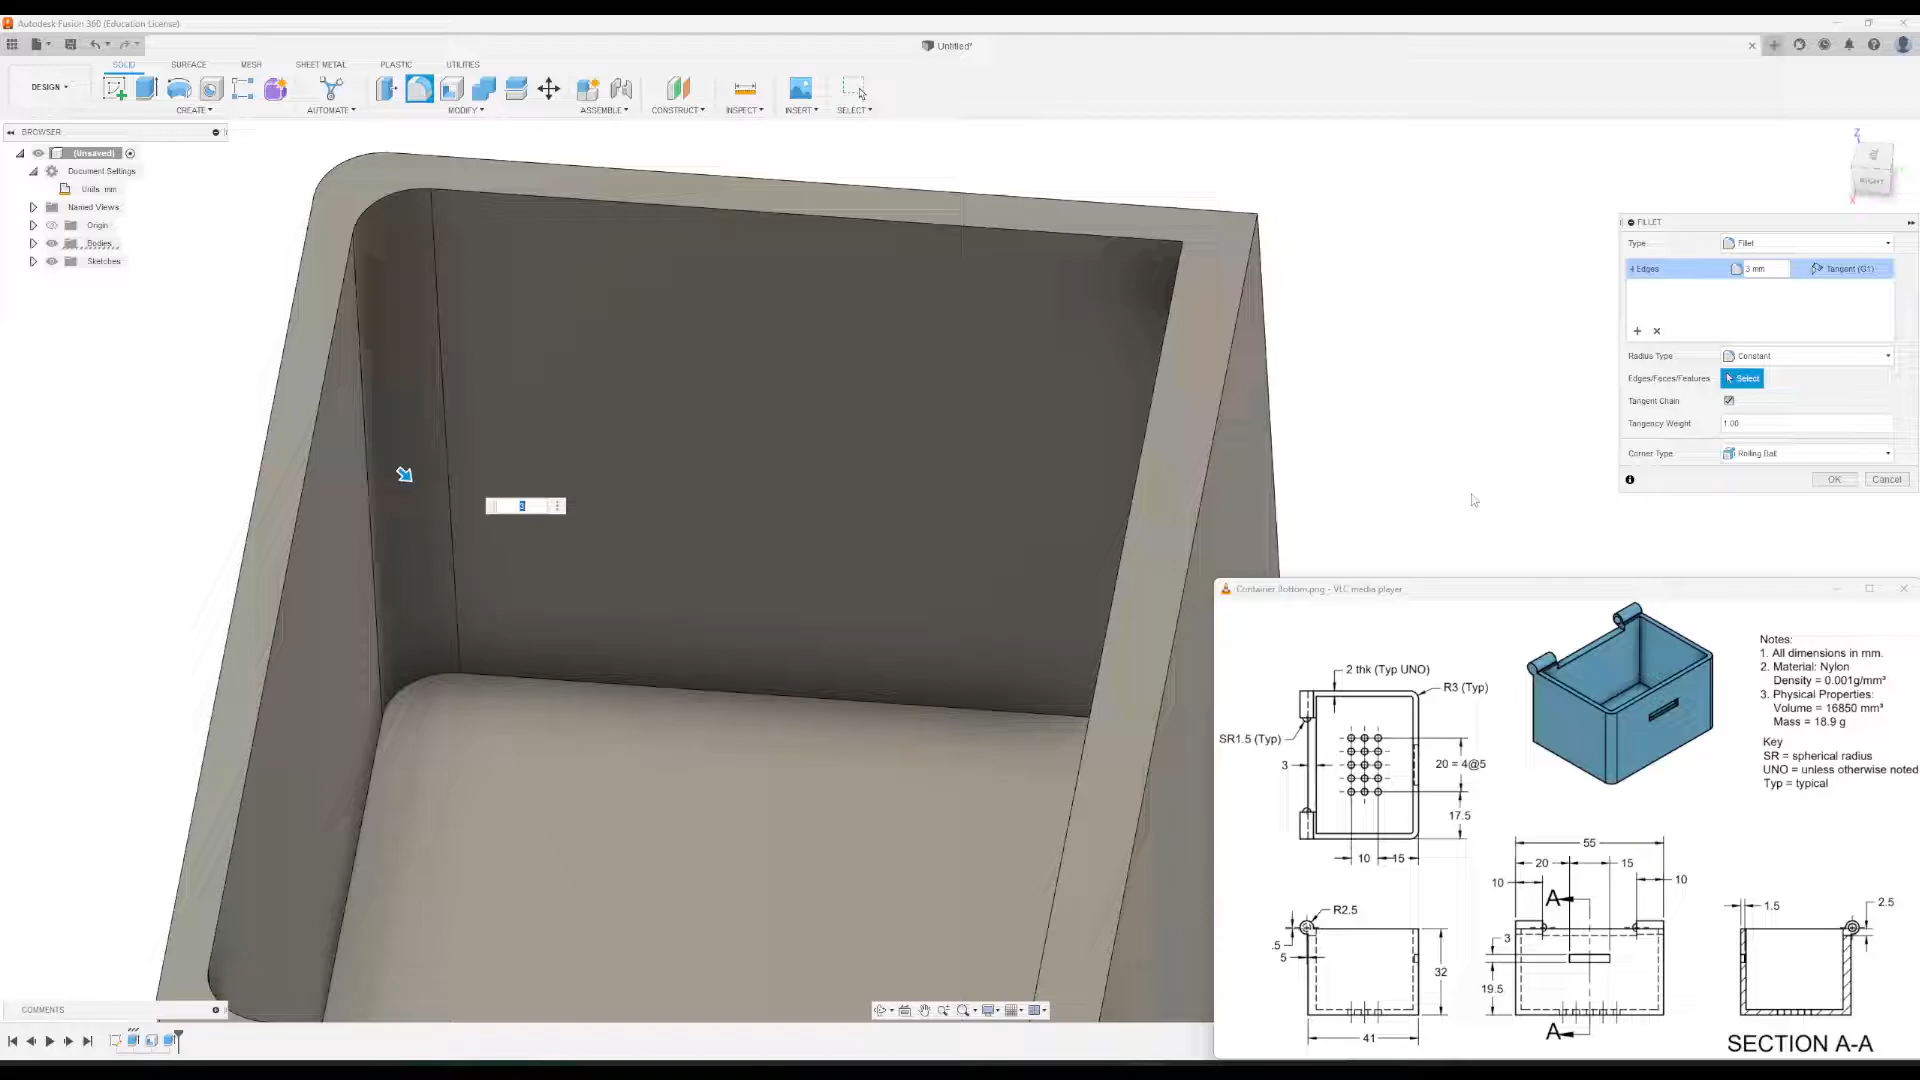 Autodesk Fusion 360 (Education License)
Untitled*
DESIGN
SOLID
SURFACE
MESH
SHEET METAL
PLASTIC
UTILITIES
CREATE
AUTOMATE
MODIFY
ASSEMBLE
CONSTRUCT
INSPECT
INSERT
SELECT
BROWSER
(Unsaved)
Document Settings
Units mm
Named Views
Origin
Bodies
Sketches
Z
RIGHT
X
FILLET
Type
Fillet
4 Edges
3 mm
Tangent (G1)
Radius Type
Constant
Edges/Faces/Features
Select
Tangent Chain
Tangency Weight
1.00
Corner Type
Rolling Ball
OK
Cancel
3
Container Bottom.png - VLC media player
2 thk (Typ UNO)
R3 (Typ)
SR1.5 (Typ)
3
20 = 4@5
17.5
10
15
Notes:
1. All dimensions in mm.
2. Material: Nylon
Density = 0.001g/mm³
3. Physical Properties:
Volume = 16850 mm³
Mass = 18.9 g
Key
SR = spherical radius
UNO = unless otherwise noted
Typ = typical
R2.5
.5
5
32
41
55
20
15
10
10
A
3
19.5
A
1.5
2.5
SECTION A-A
COMMENTS